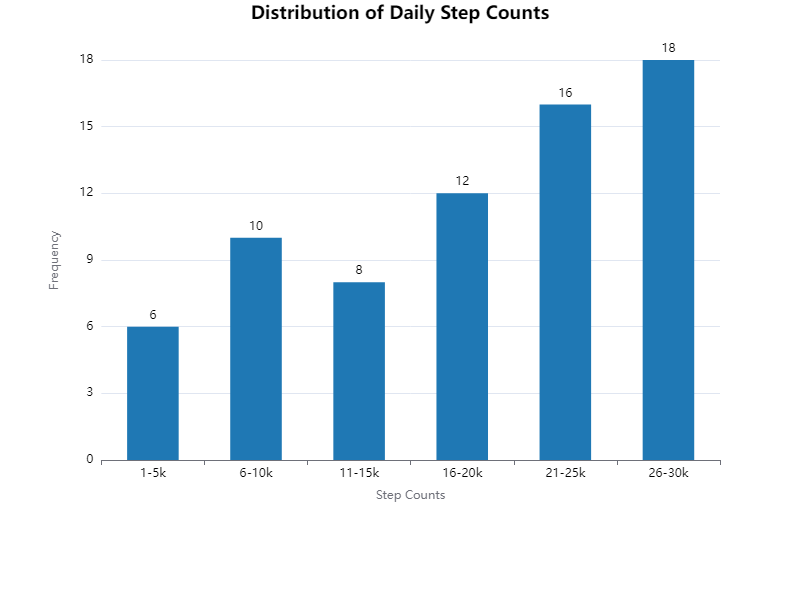 Distribution of Daily Step Counts
Frequency
18
15
12
9
6
3
0
6
10
8
12
16
18
1-5k
6-10k
11-15k
16-20k
21-25k
26-30k
Step Counts